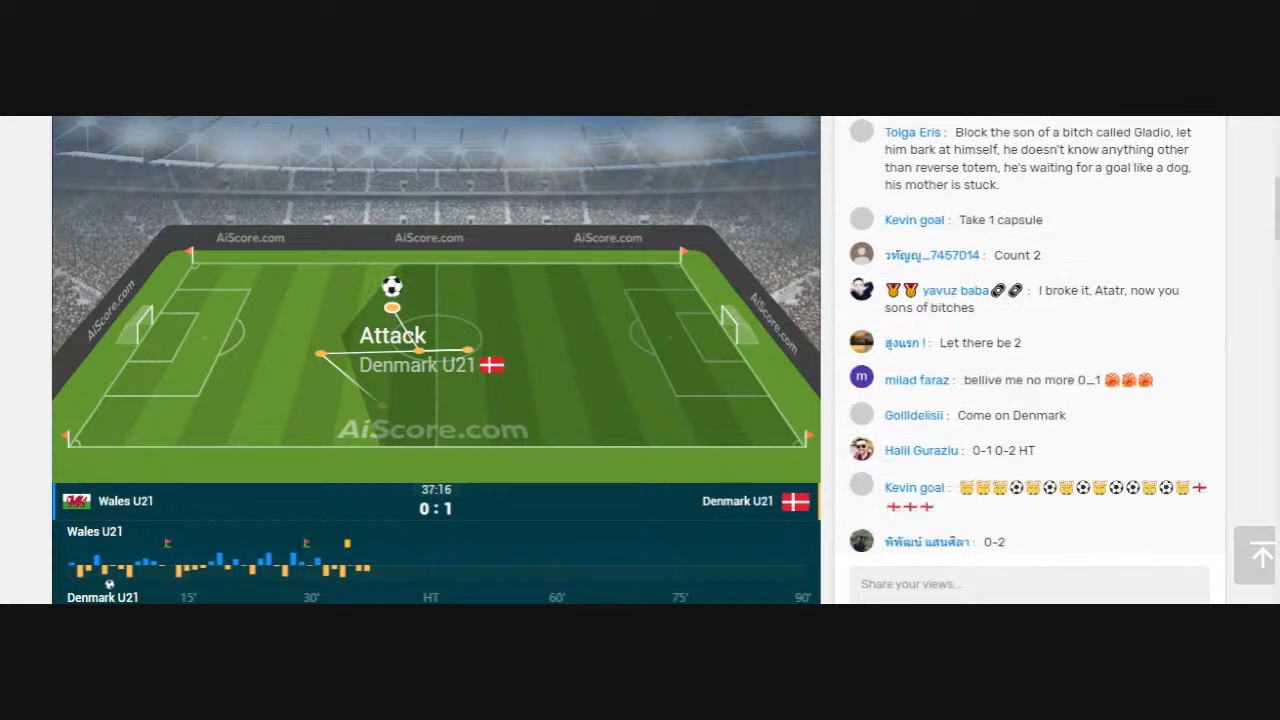 AiScore.com
AiScore.com
AiScore.com
AiScore.com
AiScore.com
Attack
Denmark U21
AiScore.com
Wales U21
37:16
0 : 1
Denmark U21
Wales U21
Denmark U21
15'
30'
HT
60'
75'
90'
Tolga Eris : Block the son of a bitch called Gladio, let
him bark at himself, he doesn't know anything other
than reverse totem, he's waiting for a goal like a dog,
his mother is stuck.
Kevin goal : Take 1 capsule
วทัญญู_7457014 : Count 2
yavuz baba : I broke it, Atatr, now you
sons of bitches
สูงแรก ! : Let there be 2
m
milad faraz : bellive me no more 0_1
Gollldelisii : Come on Denmark
Halil Gurazlu : 0-1 0-2 HT
Kevin goal :
พิพัฒน์ แสนศิลา : 0-2
Share your views...